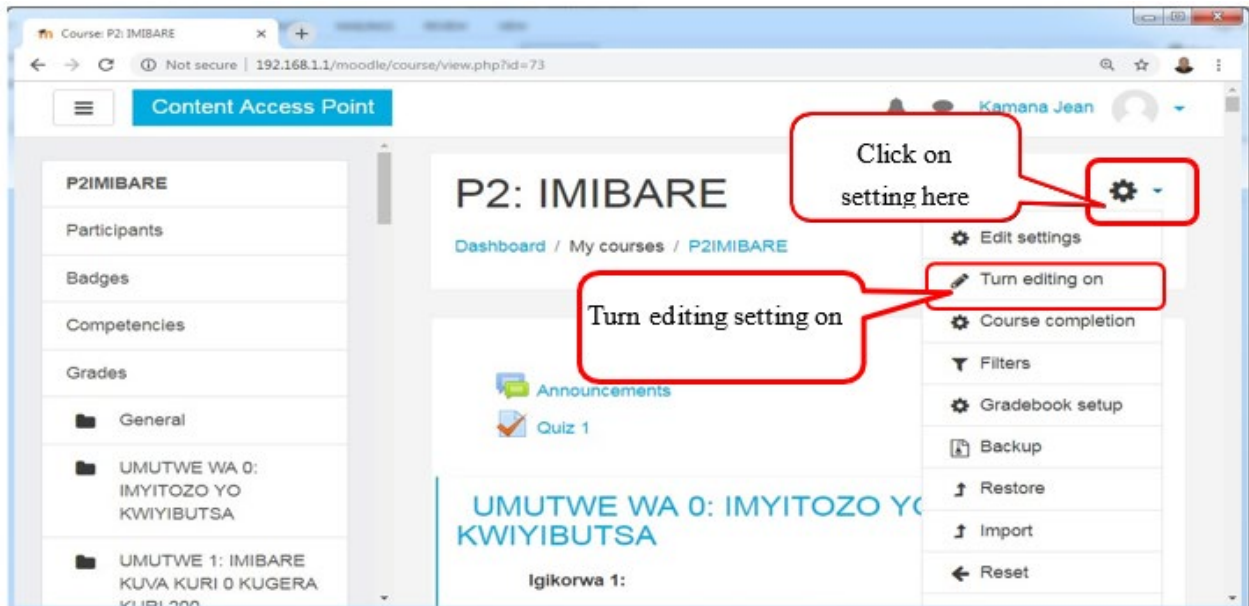 Course: P2: IMIBARE
Not secure | 192.168.1.1/moodle/course/view.php?id=73
Content Access Point
Kamana Jean
P2IMIBARE
Participants
Badges
Competencies
Grades
General
UMUTWE WA 0:
IMYITOZO YO
KWIYIBUTSA
UMUTWE 1: IMIBARE
KUVA KURI 0 KUGERA
KURI 200
P2: IMIBARE
Dashboard / My courses / P2IMIBARE
Click on
setting here
Turn editing setting on
Edit settings
Turn editing on
Course completion
Filters
Gradebook setup
Backup
Restore
Import
Reset
Announcements
Quiz 1
UMUTWE WA 0: IMYITOZO YO
KWIYIBUTSA
Igikorwa 1: